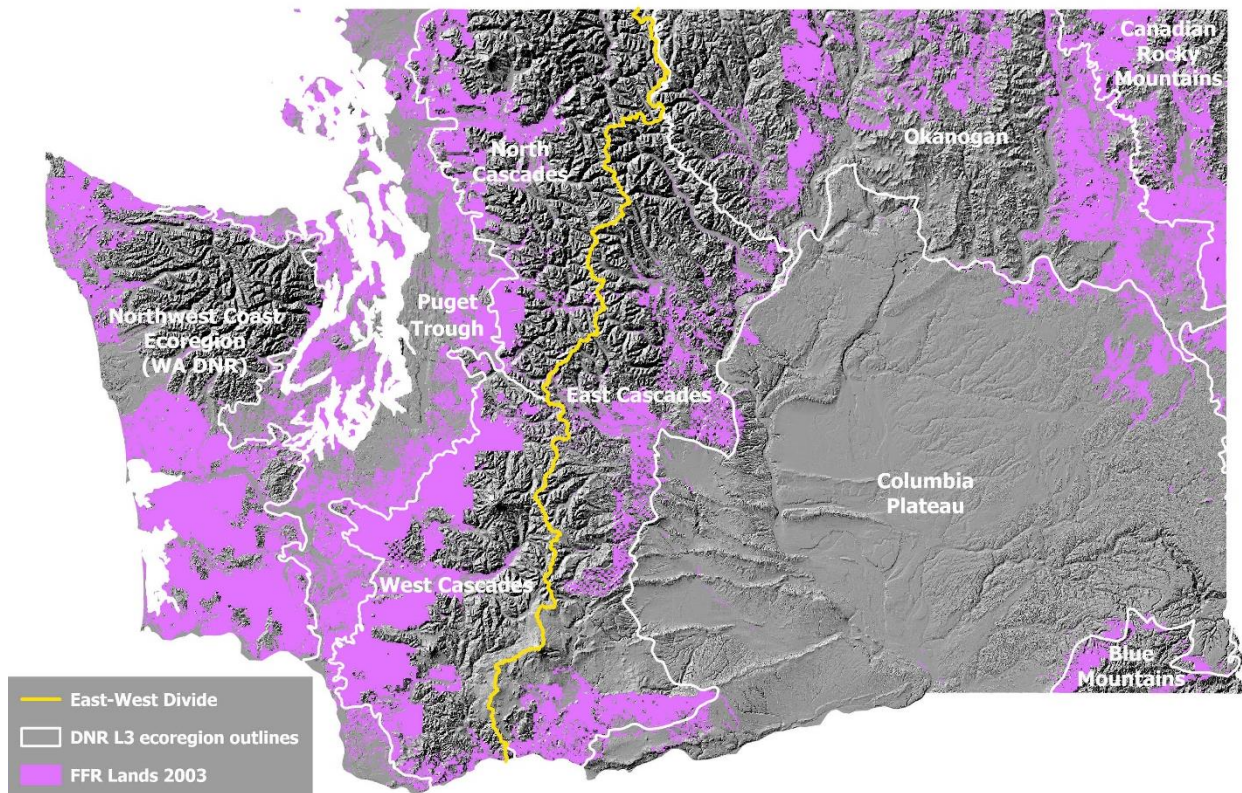 Canadian
Rocky
Mountains
Okanogan
North
Cascades
Puget
Trough
Northwest Coast
Ecoregion
(WA DNR)
East Cascades
Columbia
Plateau
West Cascades
Blue
Mountains
East-West Divide
DNR L3 ecoregion outlines
FFR Lands 2003